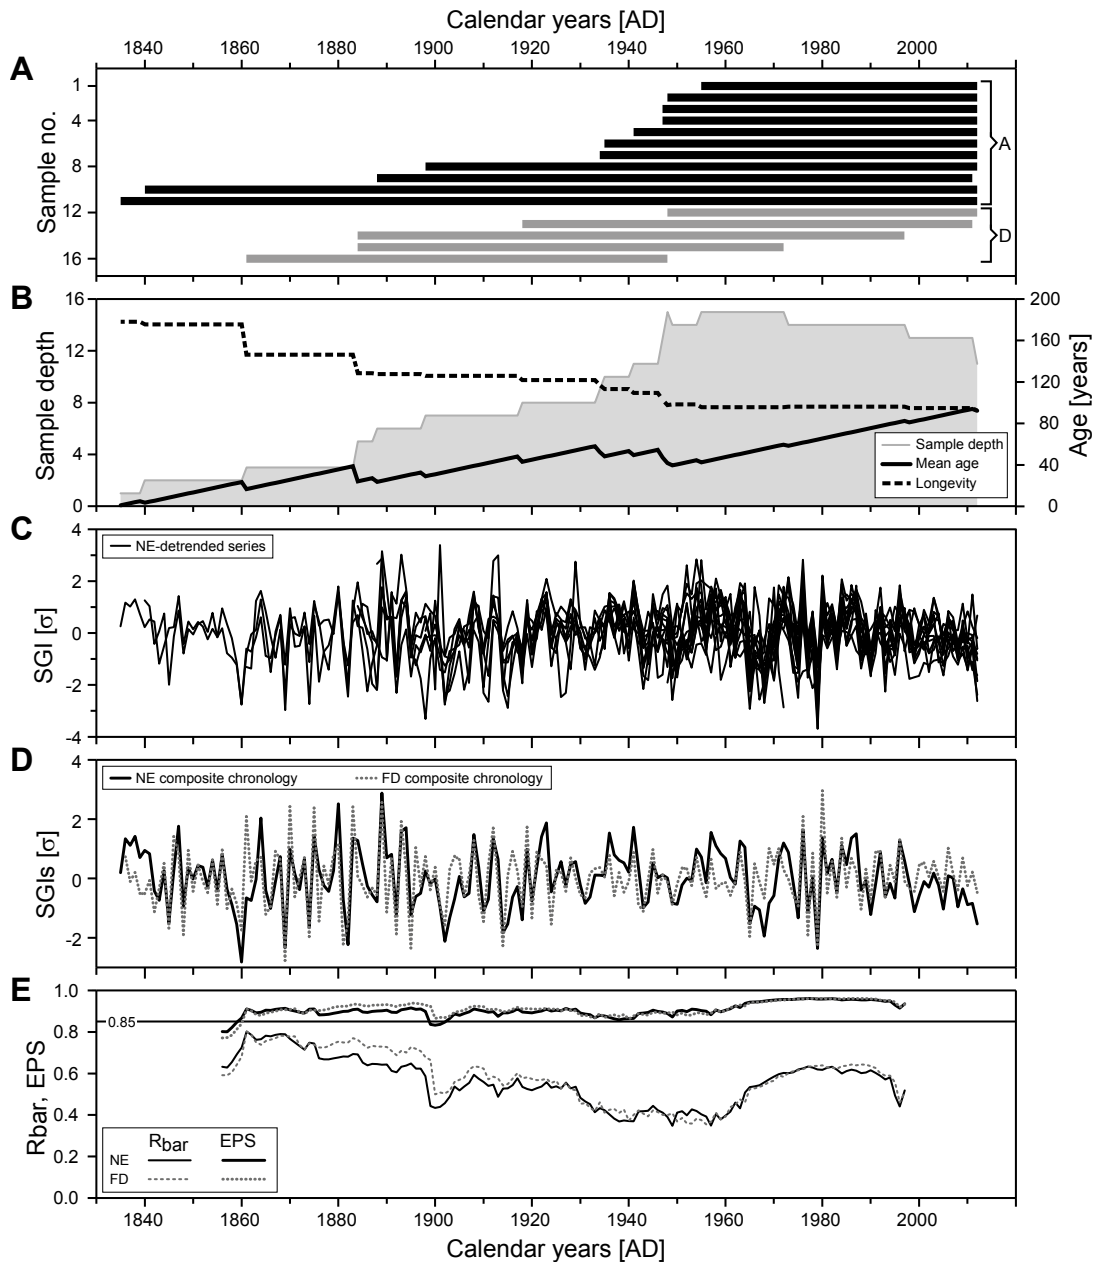 Calendar years [AD]
1840 1860 1880 1900 1920 1940 1960 1980 2000
A
Sample no.
1
4
8
12
16
A
D
B
Sample depth
16
12
8
4
0
Age [years]
200
160
120
80
40
0
Sample depth
Mean age
Longevity
C
SGI [σ]
4
2
0
-2
-4
NE-detrended series
D
SGIs [σ]
4
2
0
-2
NE composite chronology FD composite chronology
E
Rbar, EPS
1.0
0.85
0.8
0.6
0.4
0.2
0.0
Rbar EPS
NE
FD
1840 1860 1880 1900 1920 1940 1960 1980 2000
Calendar years [AD]